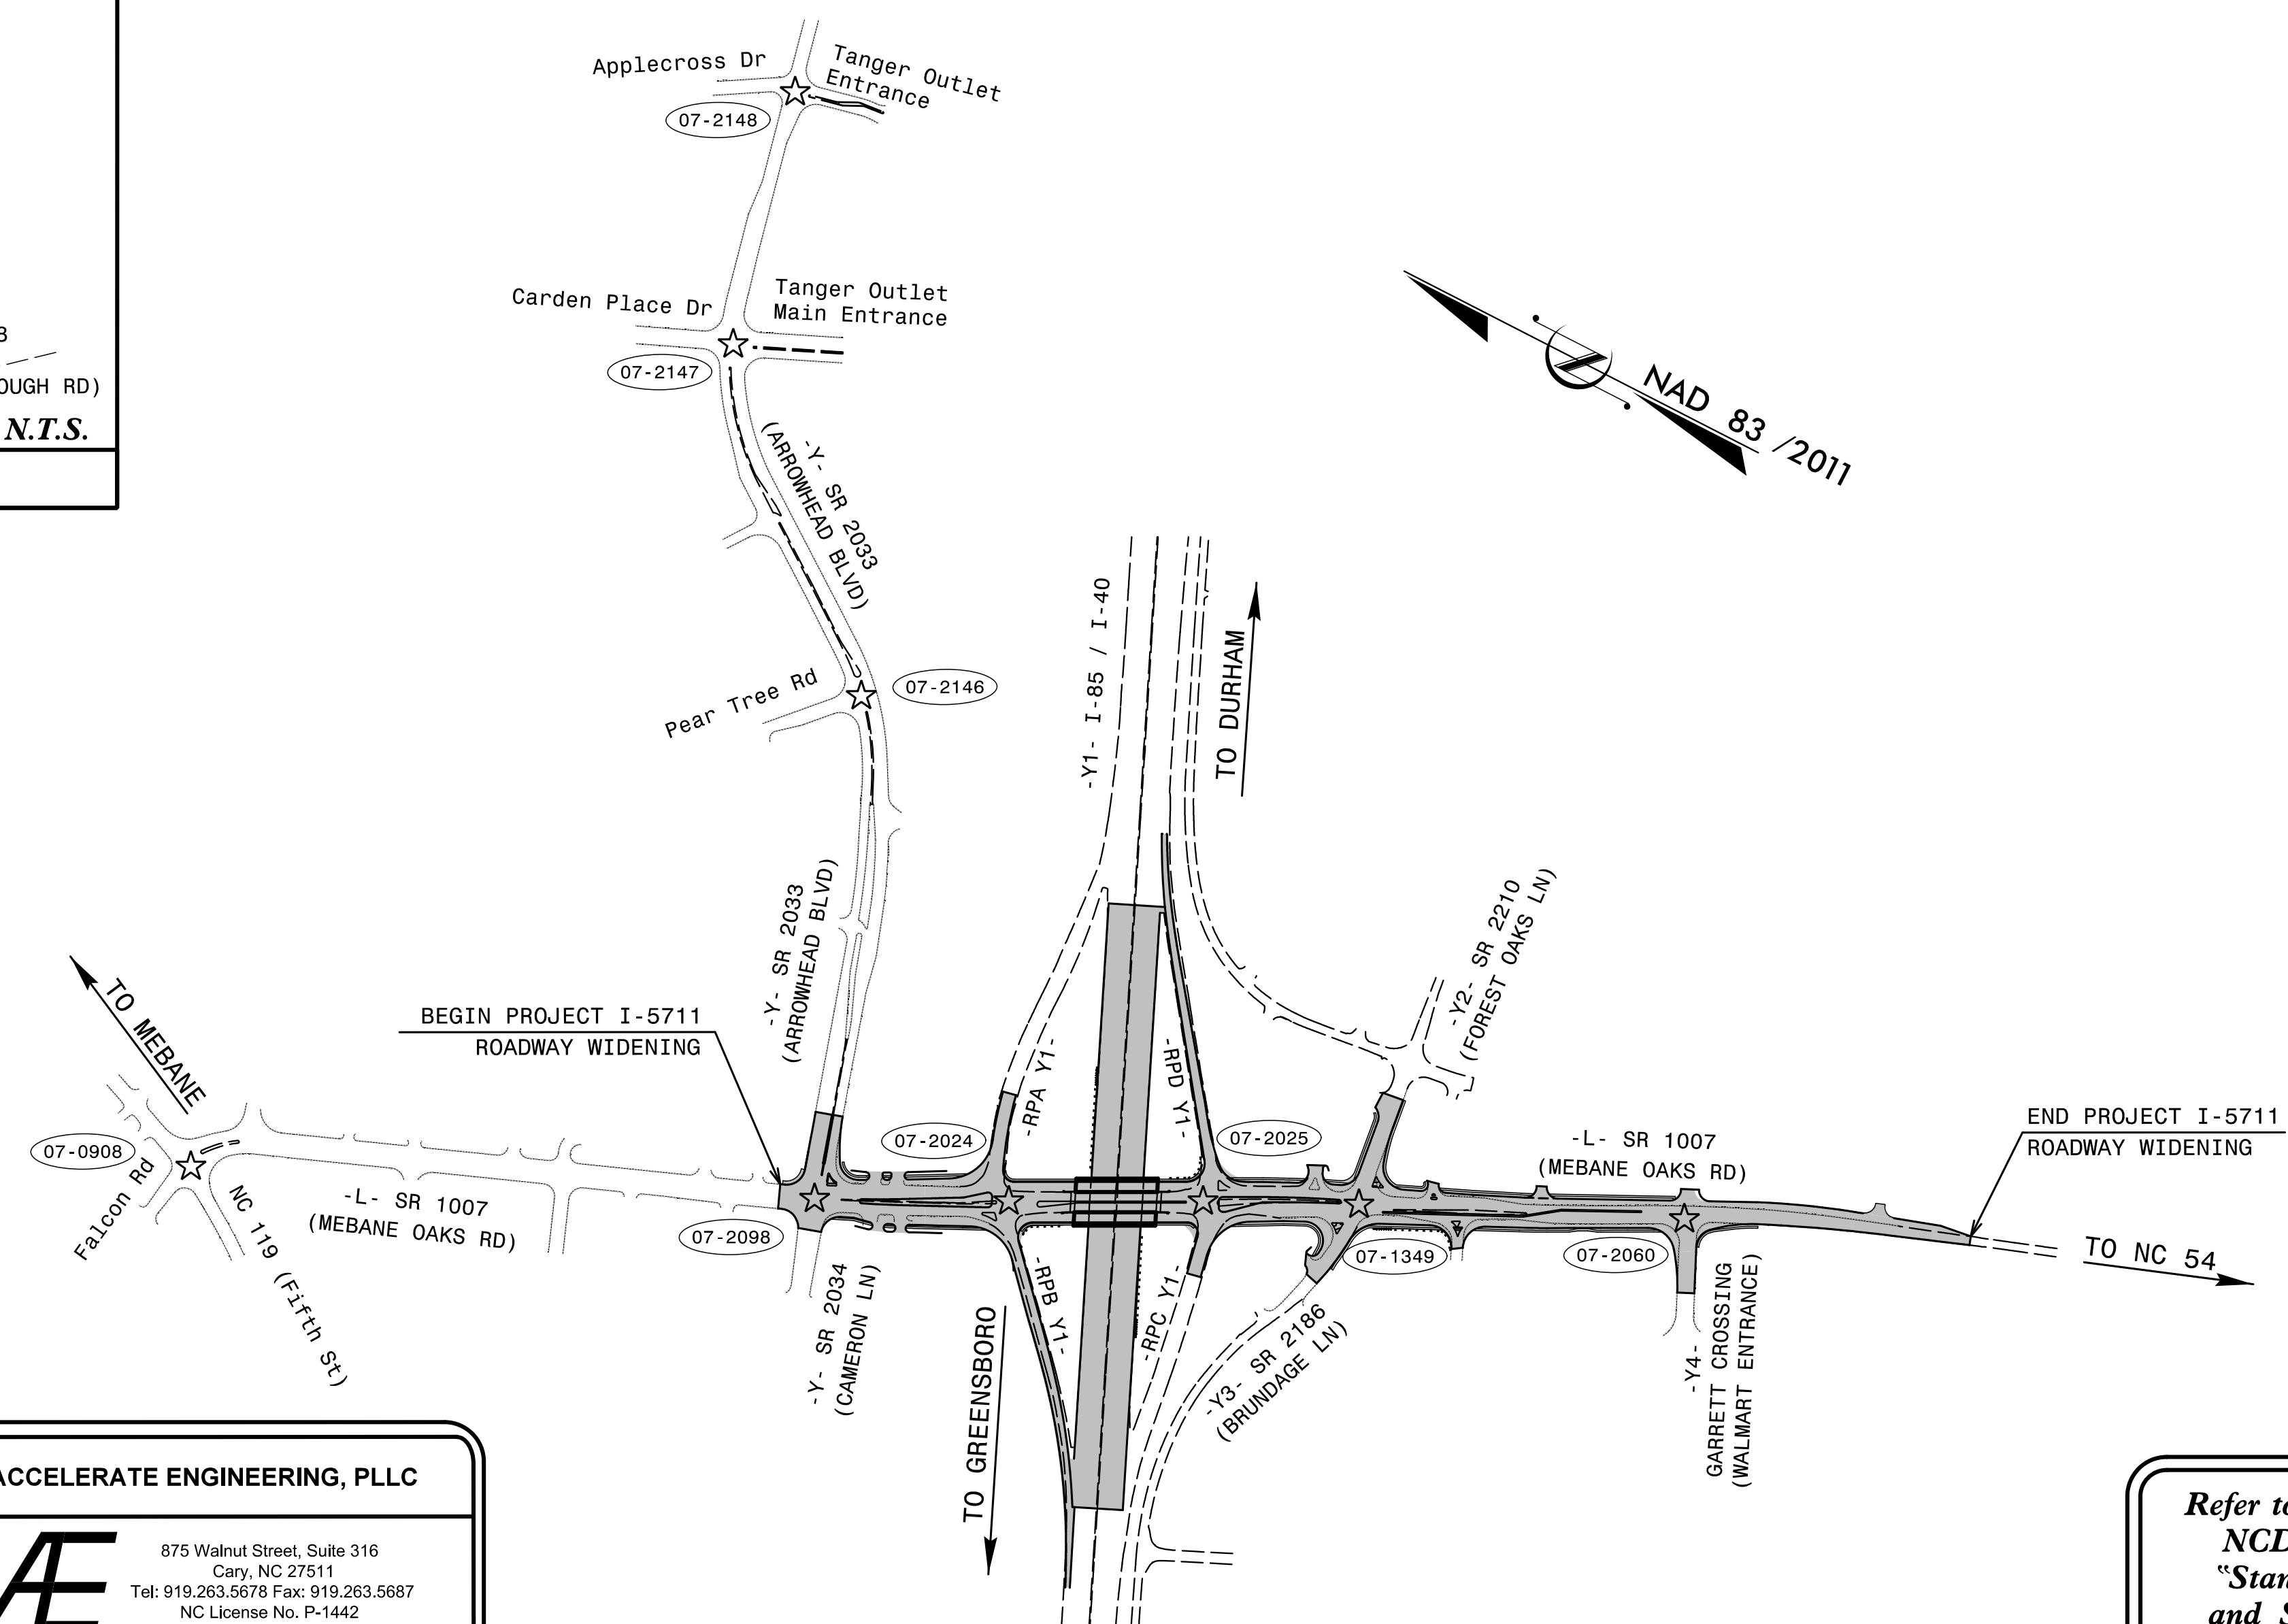 Applecross Dr
Tanger Outlet
Entrance
07-2148
N.T.S.
Carden Place Dr
Tanger Outlet
Main Entrance
07-2147
NAD 83 /2011
-Y- SR 2033
(ARROWHEAD BLVD)
Pear Tree Rd
07-2146
-Y1- I-85 / I-40
TO DURHAM
-Y- SR 2033
(ARROWHEAD BLVD)
-Y2- SR 2210
(FOREST OAKS LN)
TO MEBANE
BEGIN PROJECT I-5711
ROADWAY WIDENING
-RPA Y1-
-RPD Y1-
07-0908
Falcon Rd
NC 119 (Fifth St)
-L- SR 1007
(MEBANE OAKS RD)
07-2098
07-2024
07-2025
-L- SR 1007
(MEBANE OAKS RD)
END PROJECT I-5711
ROADWAY WIDENING
TO NC 54
-Y- SR 2034
(CAMERON LN)
-RPB Y1-
-RPC Y1-
07-1349
07-2060
TO GREENSBORO
-Y3- SR 2186
(BRUNDAGE LN)
-Y4-
GARRETT CROSSING
(WALMART ENTRANCE)
ACCELERATE ENGINEERING, PLLC
Æ
875 Walnut Street, Suite 316
Cary, NC 27511
Tel: 919.263.5678 Fax: 919.263.5687
NC License No. P-1442
OUGH RD)
Refer to
NCD
"Stan
and S